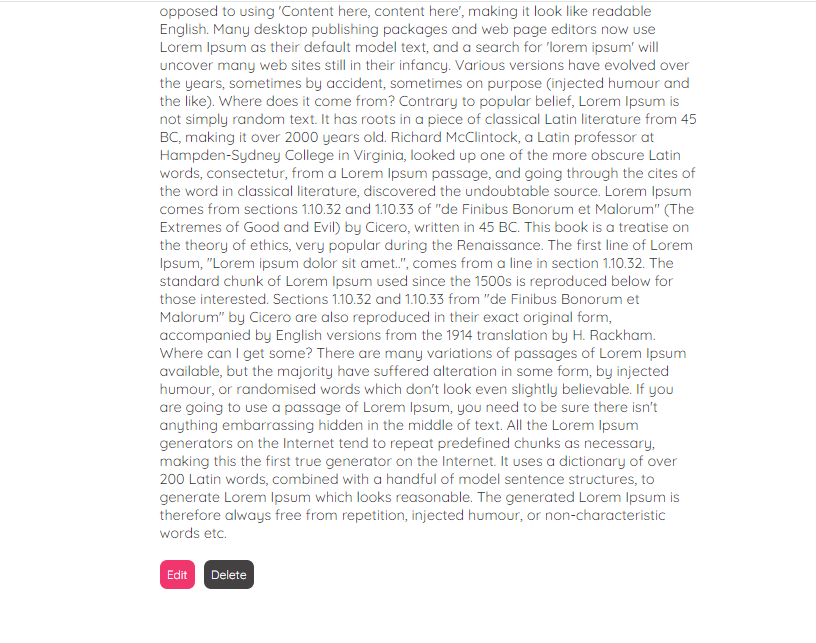 opposed to using 'Content here, content here', making it look like readable
English. Many desktop publishing packages and web page editors now use
Lorem Ipsum as their default model text, and a search for 'lorem ipsum' will
uncover many web sites still in their infancy. Various versions have evolved over
the years, sometimes by accident, sometimes on purpose (injected humour and
the like). Where does it come from? Contrary to popular belief, Lorem Ipsum is
not simply random text. It has roots in a piece of classical Latin literature from 45
BC, making it over 2000 years old. Richard McClintock, a Latin professor at
Hampden-Sydney College in Virginia, looked up one of the more obscure Latin
words, consectetur, from a Lorem Ipsum passage, and going through the cites of
the word in classical literature, discovered the undoubtable source. Lorem Ipsum
comes from sections 1.10.32 and 1.10.33 of "de Finibus Bonorum et Malorum" (The
Extremes of Good and Evil) by Cicero, written in 45 BC. This book is a treatise on
the theory of ethics, very popular during the Renaissance. The first line of Lorem
Ipsum, "Lorem ipsum dolor sit amet..", comes from a line in section 1.10.32. The
standard chunk of Lorem Ipsum used since the 1500s is reproduced below for
those interested. Sections 1.10.32 and 1.10.33 from "de Finibus Bonorum et
Malorum" by Cicero are also reproduced in their exact original form,
accompanied by English versions from the 1914 translation by H. Rackham.
Where can I get some? There are many variations of passages of Lorem Ipsum
available, but the majority have suffered alteration in some form, by injected
humour, or randomised words which don't look even slightly believable. If you
are going to use a passage of Lorem Ipsum, you need to be sure there isn't
anything embarrassing hidden in the middle of text. All the Lorem Ipsum
generators on the Internet tend to repeat predefined chunks as necessary,
making this the first true generator on the Internet. It uses a dictionary of over
200 Latin words, combined with a handful of model sentence structures, to
generate Lorem Ipsum which looks reasonable. The generated Lorem Ipsum is
therefore always free from repetition, injected humour, or non-characteristic
words etc.
Edit Delete